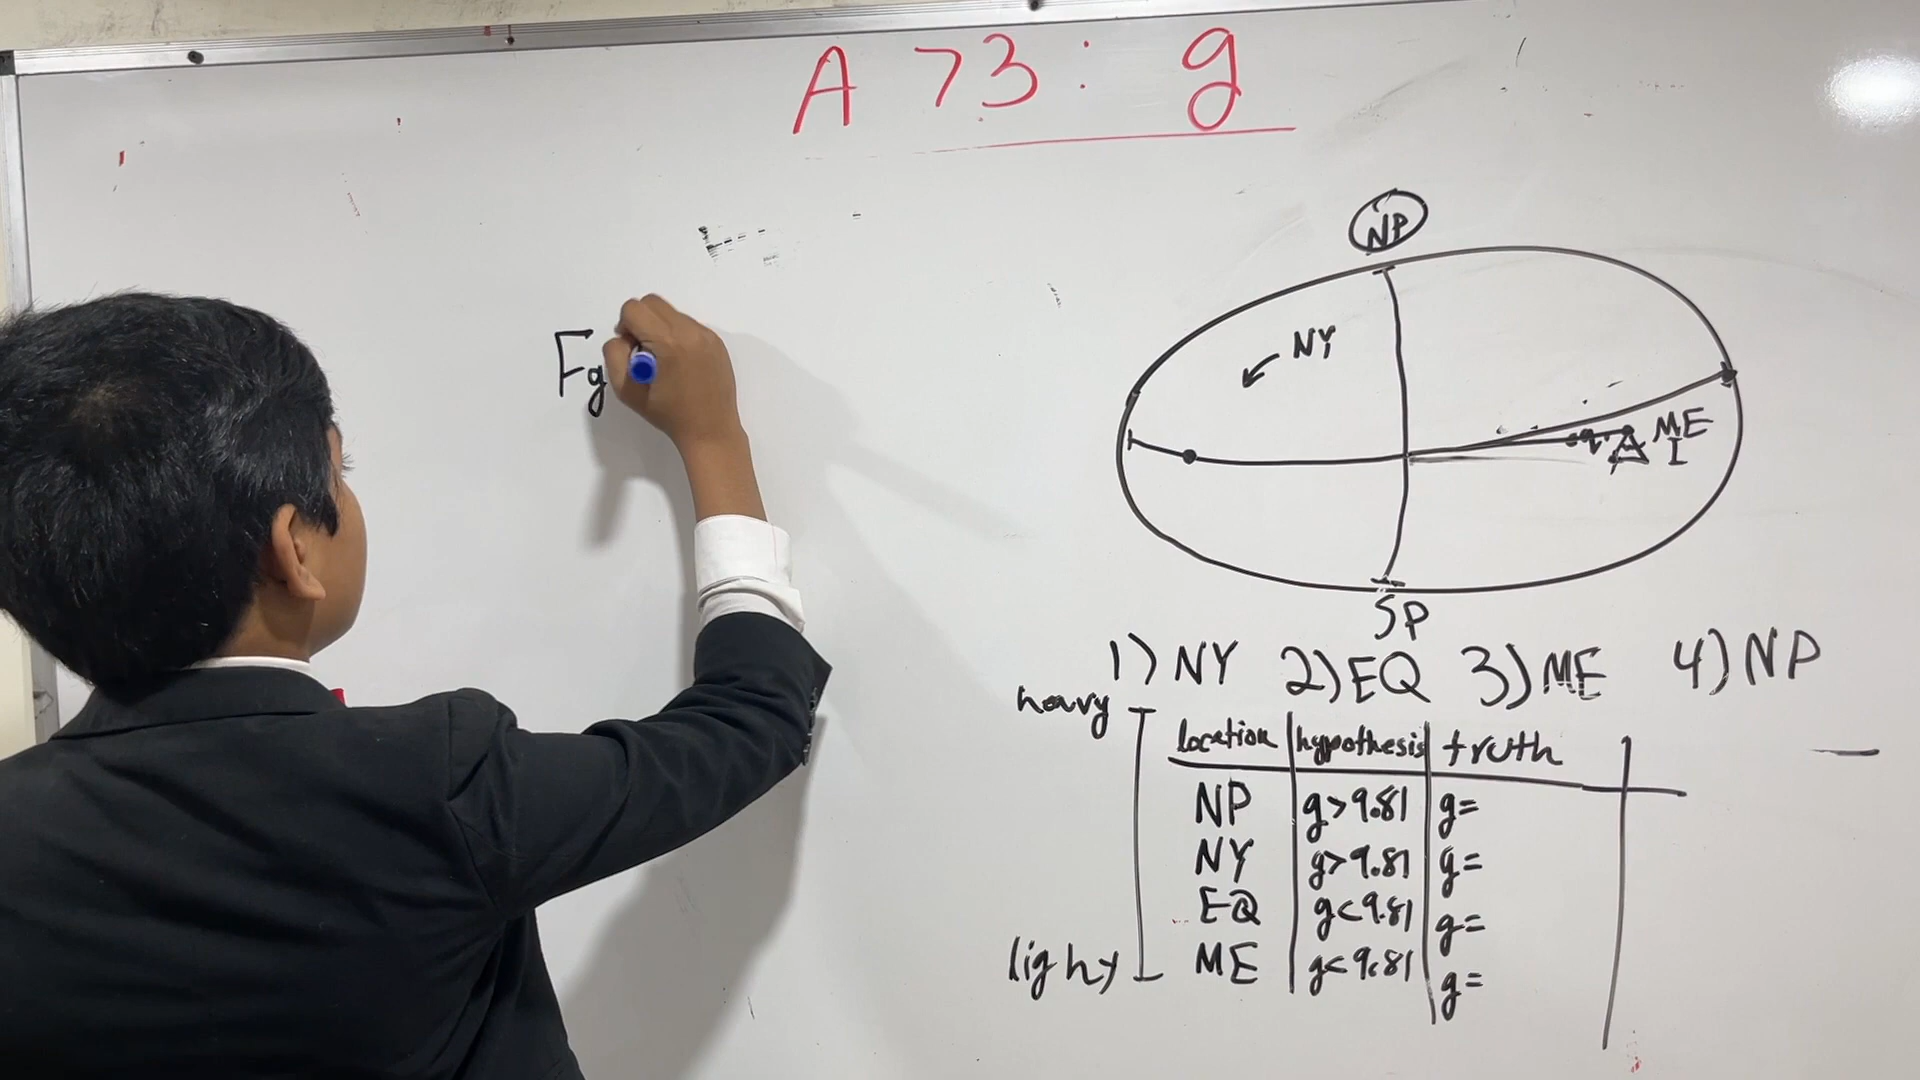 A 73: g
NP
NY
Fg
ME
SP
1) NY 2) EQ 3) ME 4) NP
heavy
location hypothesis truth
NP g>9.81 g=
NY g>9.81 g=
EQ g<9.81 g=
lighy ME g<9.81 g=